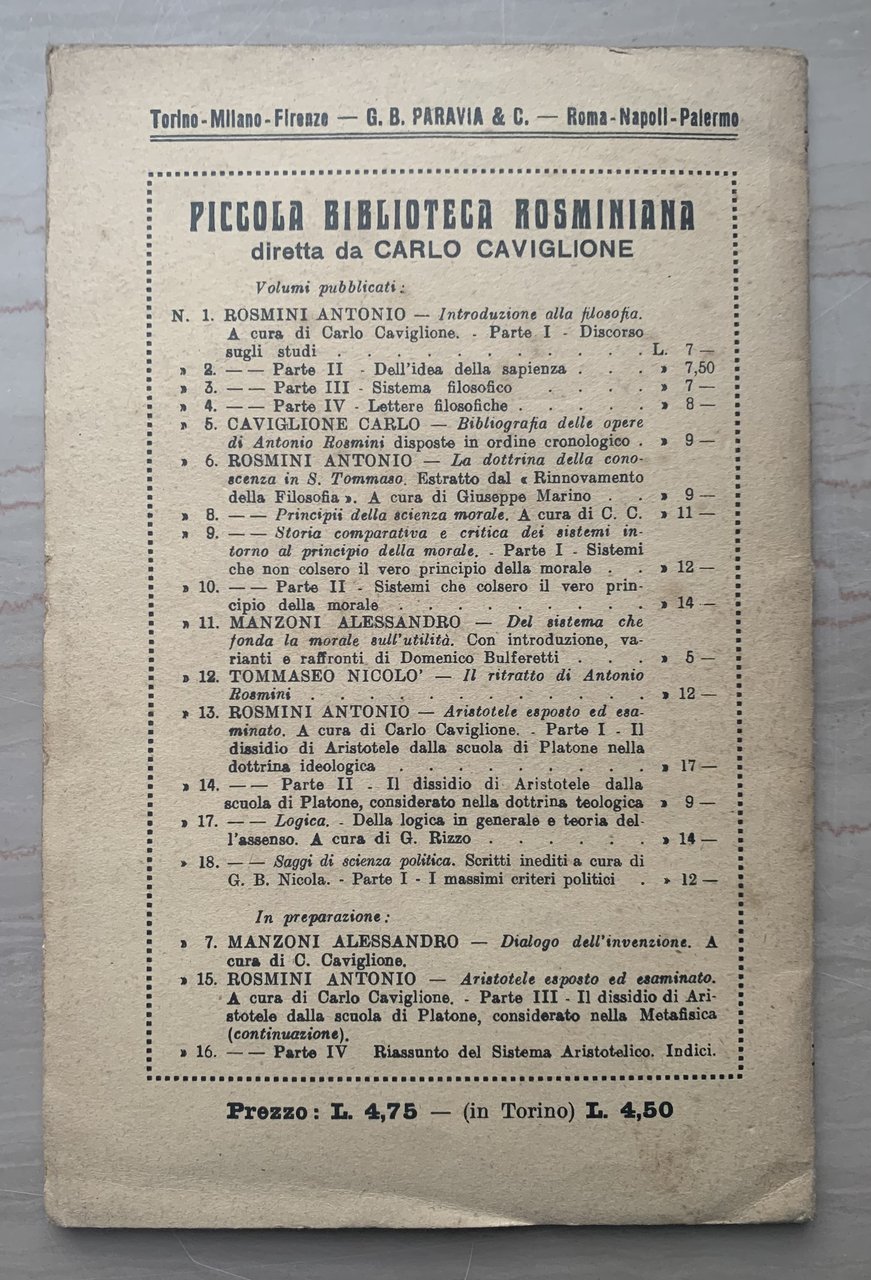 Torino-Milano-Firenze — G. B. PARAVIA & C. — Roma-Napoli-Palermo
PICCOLA BIBLIOTECA ROSMINIANA
diretta da CARLO CAVIGLIONE
Volumi pubblicati:
N. 1. ROSMINI ANTONIO — Introduzione alla filosofia.
A cura di Carlo Caviglione. - Parte I - Discorso
sugli studi . . . . . . . . . . . L. 7 —
» 2. — — Parte II - Dell'idea della sapienza . . . » 7,50
» 3. — — Parte III - Sistema filosofico . . . . » 7 —
» 4. — — Parte IV - Lettere filosofiche . . . . . » 8 —
» 5. CAVIGLIONE CARLO — Bibliografia delle opere
di Antonio Rosmini disposte in ordine cronologico . » 9 —
» 6. ROSMINI ANTONIO — La dottrina della cono-
scenza in S. Tommaso. Estratto dal « Rinnovamento
della Filosofia ». A cura di Giuseppe Marino . . » 9 —
» 8. — — Principii della scienza morale. A cura di C. C. » 11 —
» 9. — — Storia comparativa e critica dei sistemi in-
torno al principio della morale. - Parte I - Sistemi
che non colsero il vero principio della morale . . » 12 —
» 10. — — Parte II - Sistemi che colsero il vero prin-
cipio della morale . . . . . . . . . » 14 —
» 11. MANZONI ALESSANDRO — Del sistema che
fonda la morale sull'utilità. Con introduzione, va-
rianti e raffronti di Domenico Bulferetti . . . » 5 —
» 12. TOMMASEO NICOLO' — Il ritratto di Antonio
Rosmini . . . . . . . . . . . . » 12 —
» 13. ROSMINI ANTONIO — Aristotele esposto ed esa-
minato. A cura di Carlo Caviglione. - Parte I - Il
dissidio di Aristotele dalla scuola di Platone nella
dottrina ideologica . . . . . . . . . » 17 —
» 14. — — Parte II - Il dissidio di Aristotele dalla
scuola di Platone, considerato nella dottrina teologica » 9 —
» 17. — — Logica. - Della logica in generale e teoria del-
l'assenso. A cura di G. Rizzo . . . . . . » 14 —
» 18. — — Saggi di scienza politica. Scritti inediti a cura di
G. B. Nicola. - Parte I - I massimi criteri politici . » 12 —
In preparazione:
» 7. MANZONI ALESSANDRO — Dialogo dell'invenzione. A
cura di C. Caviglione.
» 15. ROSMINI ANTONIO — Aristotele esposto ed esaminato.
A cura di Carlo Caviglione. - Parte III - Il dissidio di Ari-
stotele dalla scuola di Platone, considerato nella Metafisica
(continuazione).
» 16. — — Parte IV Riassunto del Sistema Aristotelico. Indici.
Prezzo: L. 4,75 — (in Torino) L. 4,50